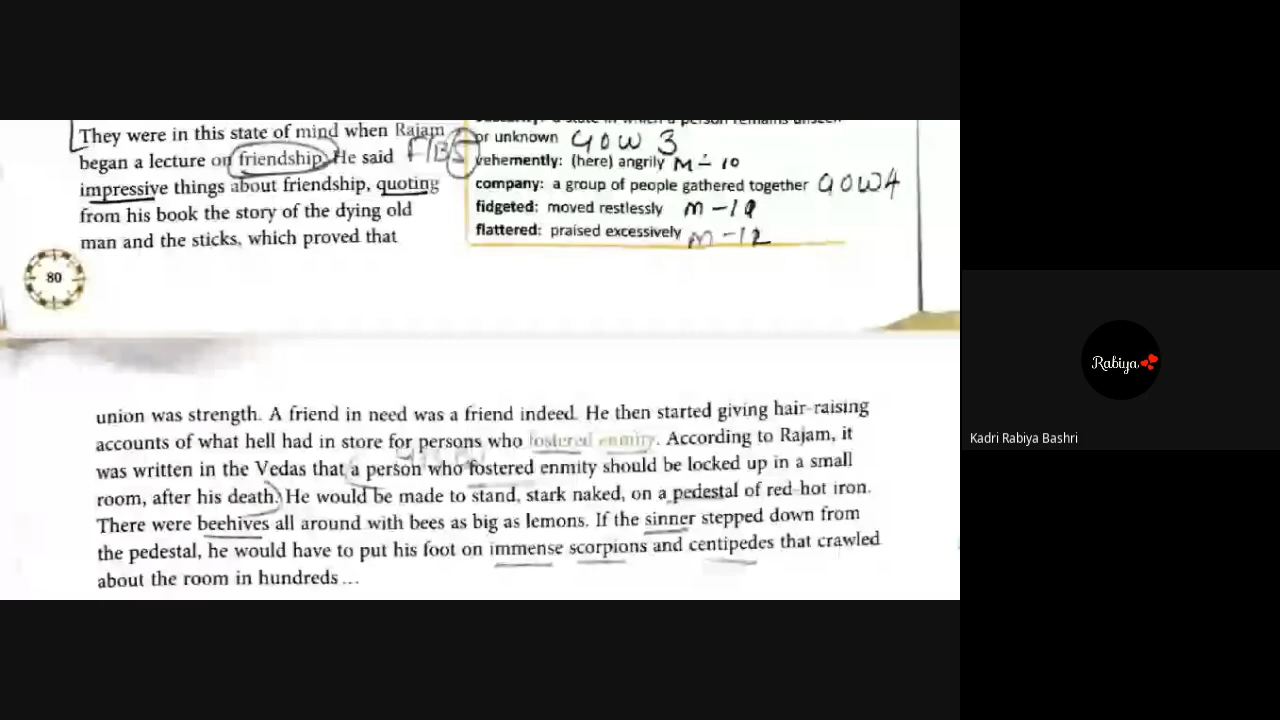 They were in this state of mind when Rajam
began a lecture on friendship. He said
impressive things about friendship, quoting
from his book the story of the dying old
man and the sticks, which proved that
FIBS
or unknown GOW 3
vehemently: (here) angrily M-10
company: a group of people gathered together GOW4
fidgeted: moved restlessly M-10
flattered: praised excessively M-12
80
union was strength. A friend in need was a friend indeed. He then started giving hair-raising
accounts of what hell had in store for persons who fostered enmity. According to Rajam, it
was written in the Vedas that a person who fostered enmity should be locked up in a small
room, after his death. He would be made to stand, stark naked, on a pedestal of red-hot iron.
There were beehives all around with bees as big as lemons. If the sinner stepped down from
the pedestal, he would have to put his foot on immense scorpions and centipedes that crawled
about the room in hundreds ...
Rabiya
Kadri Rabiya Bashri